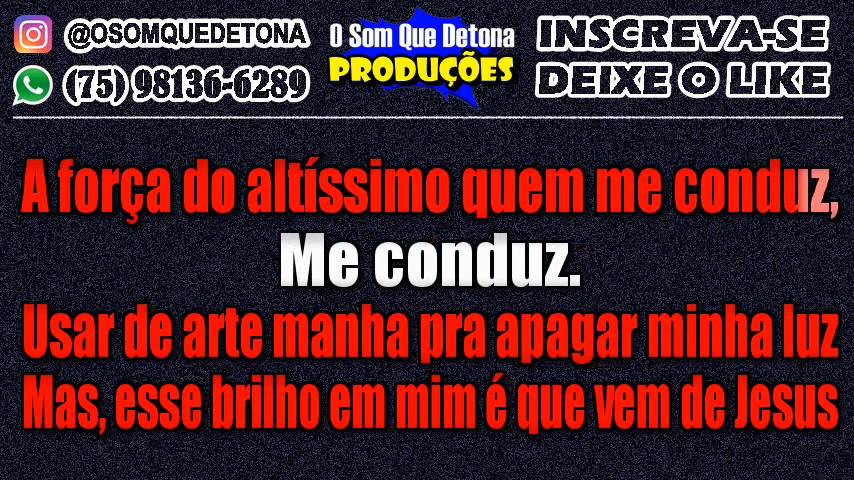 @OSOMQUEDETONA
(75) 98136-6289
O Som Que Detona
PRODUÇÕES
INSCREVA-SE
DEIXE O LIKE
A força do altíssimo quem me conduz,
Me conduz.
Usar de arte manha pra apagar minha luz
Mas, esse brilho em mim é que vem de Jesus